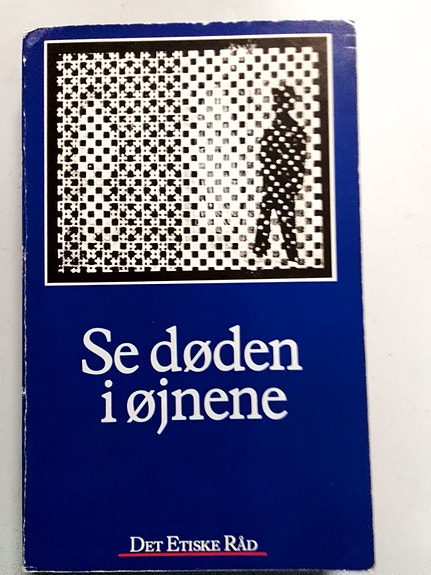 Se døden
i øjnene
DET ETISKE RÅD